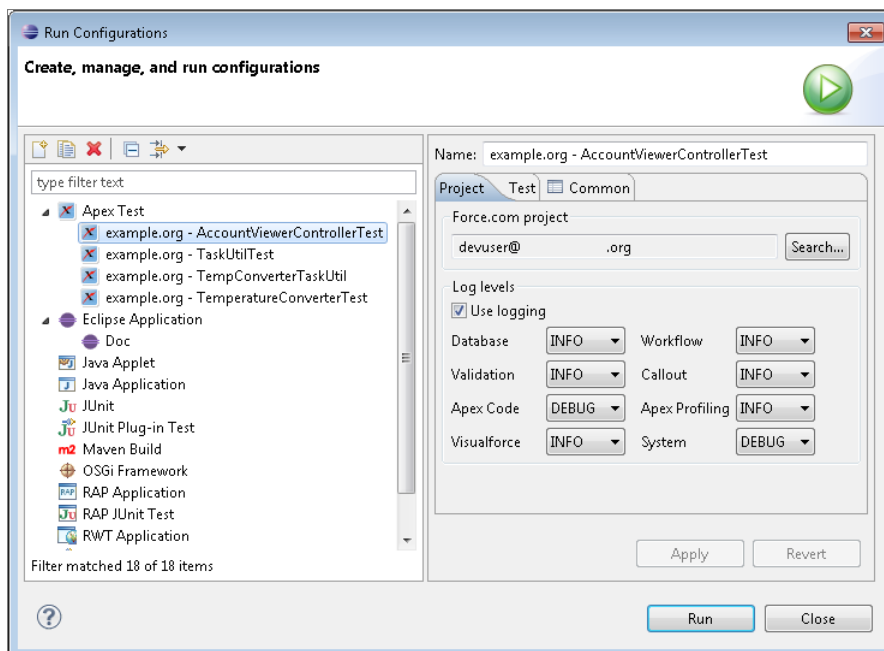 Run Configurations
Create, manage, and run configurations
type filter text
Apex Test
example.org - AccountViewerControllerTest
example.org - TaskUtilTest
example.org - TempConverterTaskUtil
example.org - TemperatureConverterTest
Eclipse Application
Doc
Java Applet
Java Application
Ju JUnit
JUnit Plug-in Test
m2 Maven Build
OSGi Framework
RAP RAP Application
Ju RAP JUnit Test
RWT Application
Filter matched 18 of 18 items
Name: example.org - AccountViewerControllerTest
Project Test Common
Force.com project
devuser@ .org Search...
Log levels
Use logging
Database INFO Workflow INFO
Validation INFO Callout INFO
Apex Code DEBUG Apex Profiling INFO
Visualforce INFO System DEBUG
Apply Revert
? Run Close